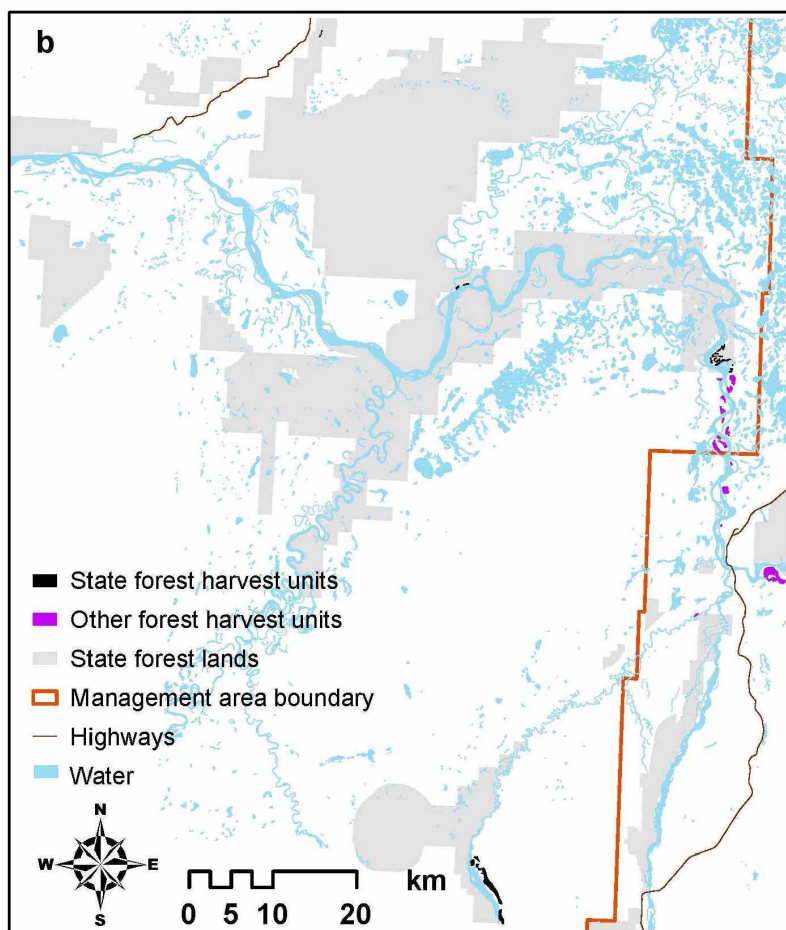 b
State forest harvest units
Other forest harvest units
State forest lands
Management area boundary
Highways
Water
N
W E
S
km
0 5 10 20